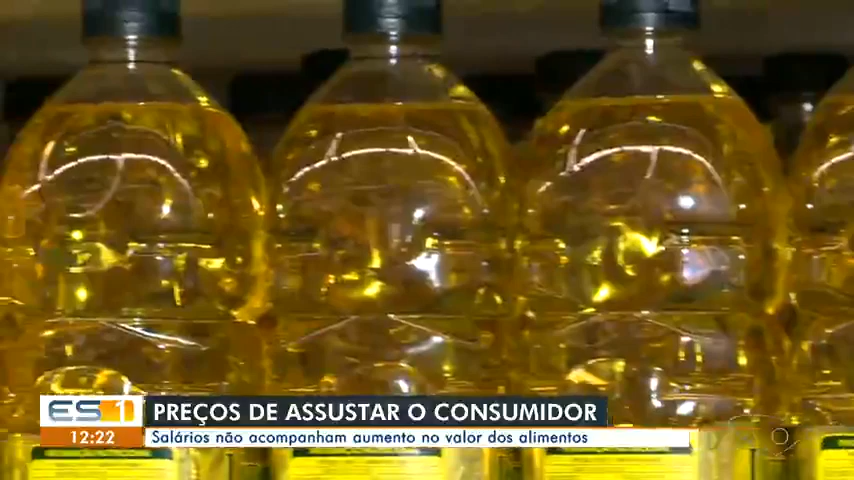 ES1 PREÇOS DE ASSUSTAR O CONSUMIDOR
12:22 Salários não acompanham aumento no valor dos alimentos